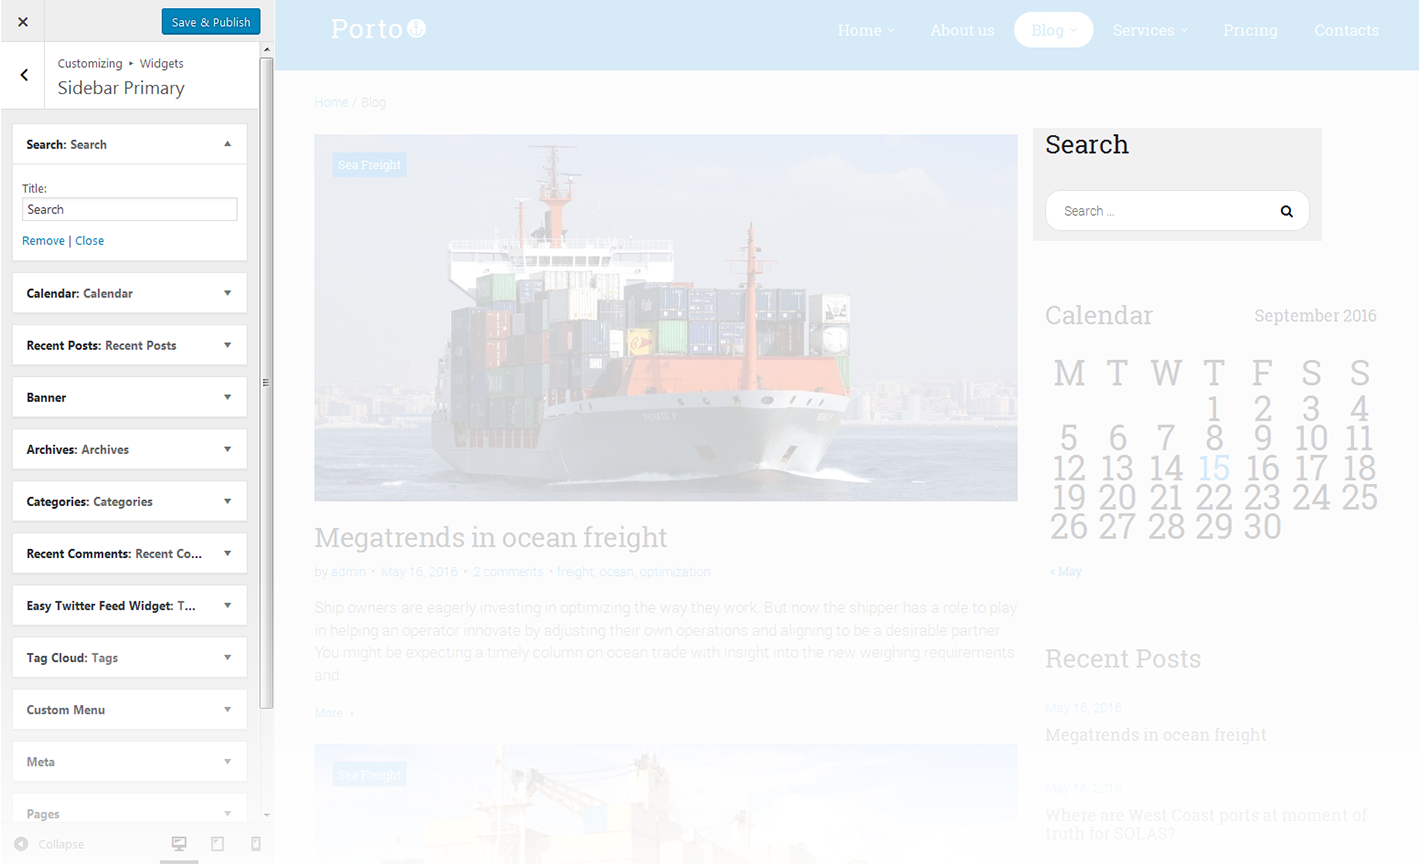 Save & Publish
Customizing ▸ Widgets
Sidebar Primary
Search: Search
Title:
Search
Remove | Close
Calendar: Calendar
Recent Posts: Recent Posts
Banner
Archives: Archives
Categories: Categories
Recent Comments: Recent Co...
Easy Twitter Feed Widget: T...
Tag Cloud: Tags
Custom Menu
Meta
Pages
Collapse
Porto
Home About us Blog Services Pricing Contacts
Home / Blog
Sea Freight
Megatrends in ocean freight
by admin • May 16, 2016 • 2 comments • freight, ocean, optimization
Ship owners are eagerly investing in optimizing the way they work. But now the shipper has a role to play
in helping an operator innovate by adjusting their own operations and aligning to be a desirable partner.
You might be expecting a timely column on ocean trade with insight into the new weighing requirements
and…
More
Sea Freight
Search
Search ...
Calendar September 2016
M T W T F S S
1 2 3 4
5 6 7 8 9 10 11
12 13 14 15 16 17 18
19 20 21 22 23 24 25
26 27 28 29 30
« May
Recent Posts
May 16, 2016
Megatrends in ocean freight
May 16, 2016
Where are West Coast ports at moment of
truth for SOLAS?